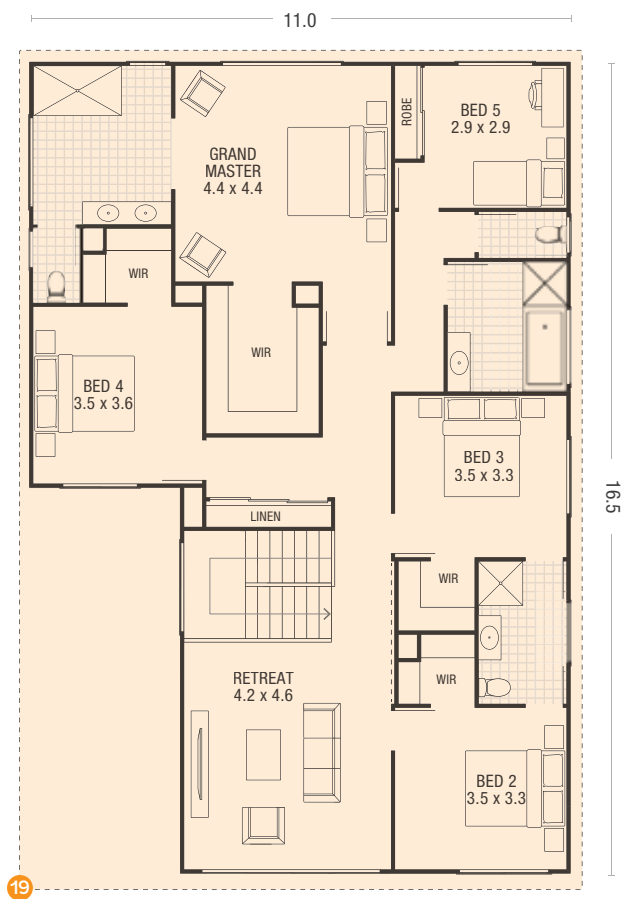 11.0
ROBE
BED 5
2.9 x 2.9
GRAND
MASTER
4.4 x 4.4
WIR
WIR
BED 4
3.5 x 3.6
BED 3
3.5 x 3.3
16.5
LINEN
WIR
RETREAT
4.2 x 4.6
WIR
BED 2
3.5 x 3.3
19